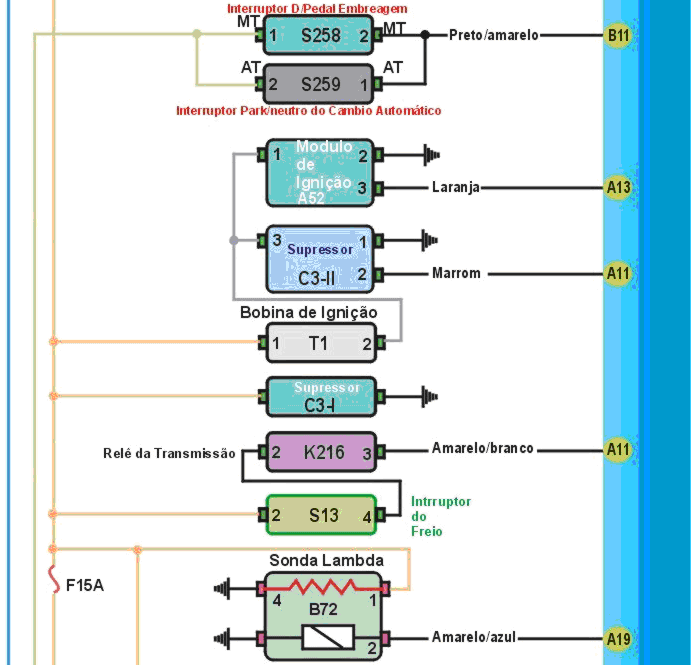 Interruptor D/Pedal Embreagem
MT
1 S258 2
MT
Preto/amarelo
B11
AT
2 S259 1
AT
Interruptor Park/neutro do Cambio Automático
1 Modulo 2
de
Ignição 3
A52
Laranja
A13
3 Supressor 1
C3-II 2
Marrom
A11
Bobina de Ignição
1 T1 2
Supressor
C3-I
Relê da Transmissão
2 K216 3
Amarelo/branco
A11
2 S13 4
Intrruptor
do
Freio
F15A
Sonda Lambda
4 1
B72
2
Amarelo/azul
A19